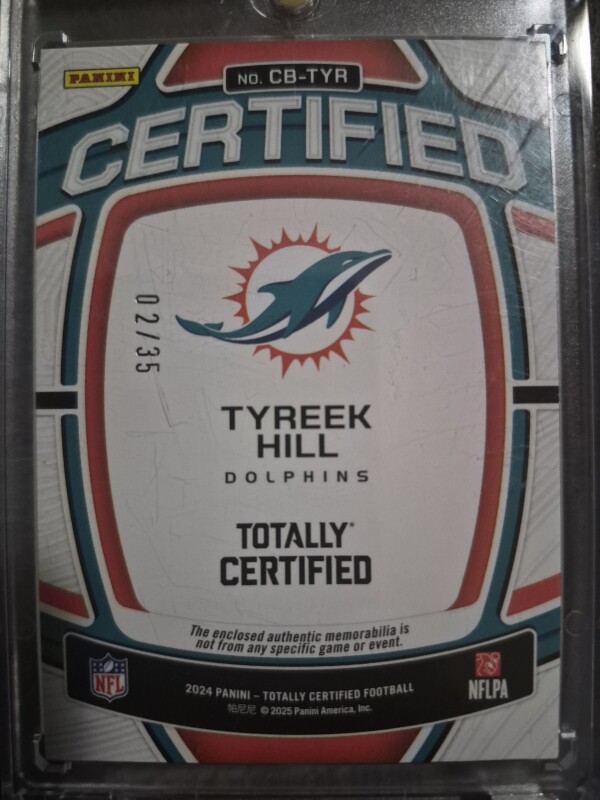 PANINI
NO. CB-TYR
CERTIFIED
02/35
TYREEK
HILL
DOLPHINS
TOTALLY
CERTIFIED
The enclosed authentic memorabilia is
not from any specific game or event.
NFL
2024 PANINI – TOTALLY CERTIFIED FOOTBALL
帕尼尼 © 2025 Panini America, Inc.
NFLPA